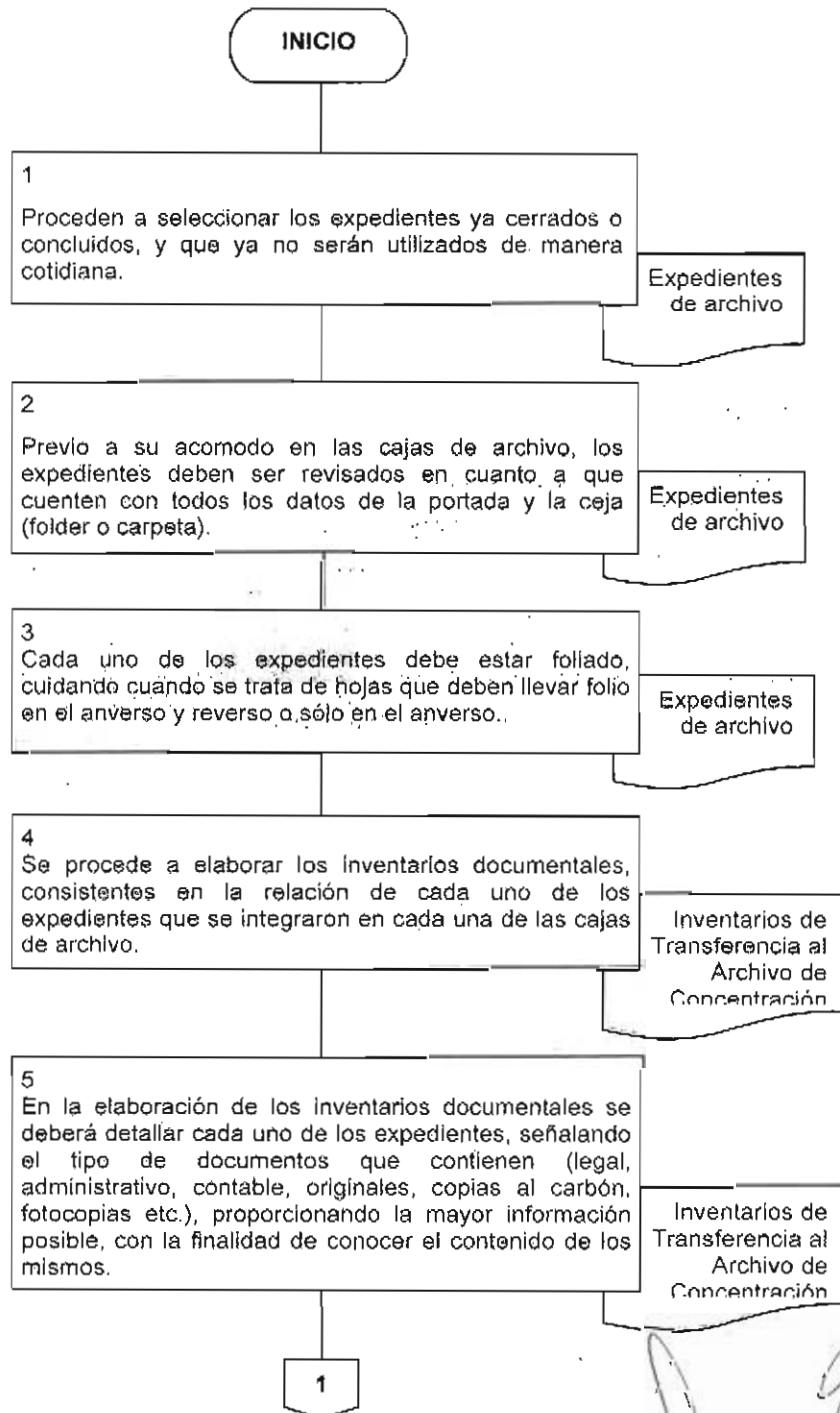 INICIO
1
Proceden a seleccionar los expedientes ya cerrados o
concluidos, y que ya no serán utilizados de manera
cotidiana.
Expedientes
de archivo
2
Previo a su acomodo en las cajas de archivo, los
expedientes deben ser revisados en cuanto a que
cuenten con todos los datos de la portada y la ceja
(folder o carpeta).
Expedientes
de archivo
3
Cada uno de los expedientes debe estar foliado,
cuidando cuando se trata de hojas que deben llevar folio
en el anverso y reverso o sólo en el anverso.
Expedientes
de archivo
4
Se procede a elaborar los inventarios documentales,
consistentes en la relación de cada uno de los
expedientes que se integraron en cada una de las cajas
de archivo.
Inventarios de
Transferencia al
Archivo de
Concentración
5
En la elaboración de los inventarios documentales se
deberá detallar cada uno de los expedientes, señalando
el tipo de documentos que contienen (legal,
administrativo, contable, originales, copias al carbón,
fotocopias etc.), proporcionando la mayor información
posible, con la finalidad de conocer el contenido de los
mismos.
Inventarios de
Transferencia al
Archivo de
Concentración
1